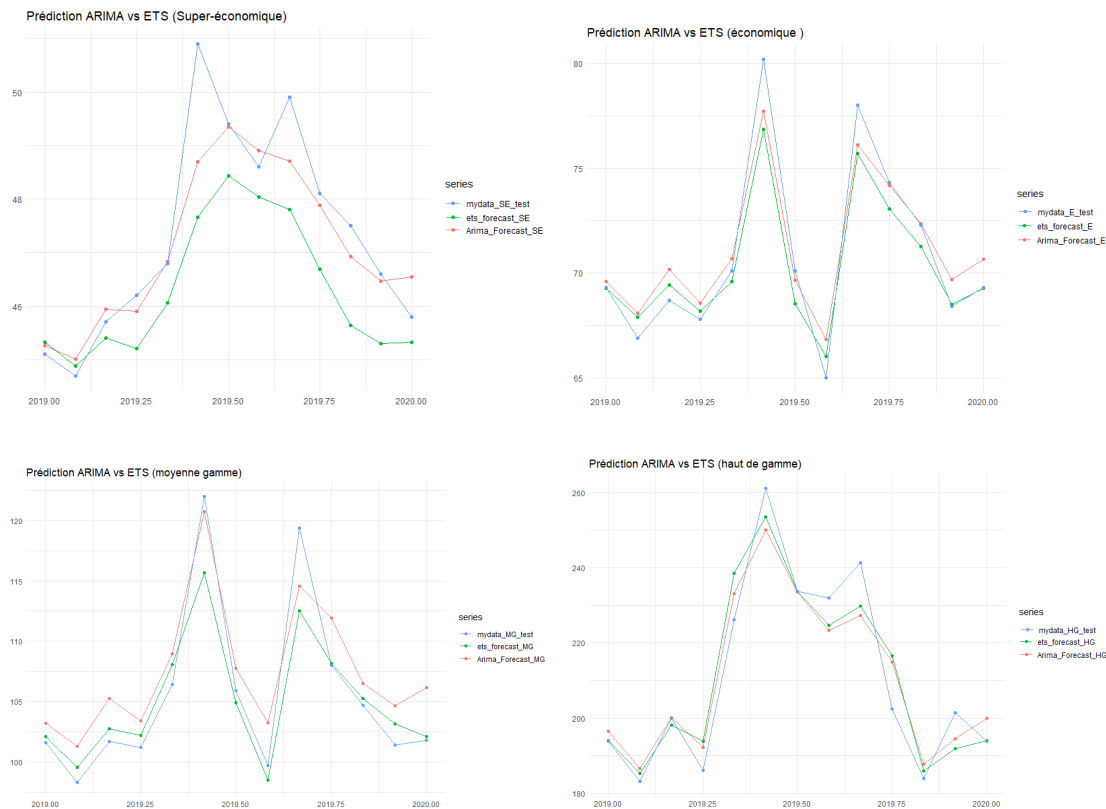 Prédiction ARIMA vs ETS (Super-économique)
50
48
46
2019.00
2019.25
2019.50
2019.75
2020.00
series
mydata_SE_test
ets_forecast_SE
Arima_Forecast_SE
Prédiction ARIMA vs ETS (économique )
80
75
70
65
2019.00
2019.25
2019.50
2019.75
2020.00
series
mydata_E_test
ets_forecast_E
Arima_Forecast_E
Prédiction ARIMA vs ETS (moyenne gamme)
120
115
110
105
100
2019.00
2019.25
2019.50
2019.75
2020.00
series
mydata_MG_test
ets_forecast_MG
Arima_Forecast_MG
Prédiction ARIMA vs ETS (haut de gamme)
260
240
220
200
180
2019.00
2019.25
2019.50
2019.75
2020.00
series
mydata_HG_test
ets_forecast_HG
Arima_Forecast_HG